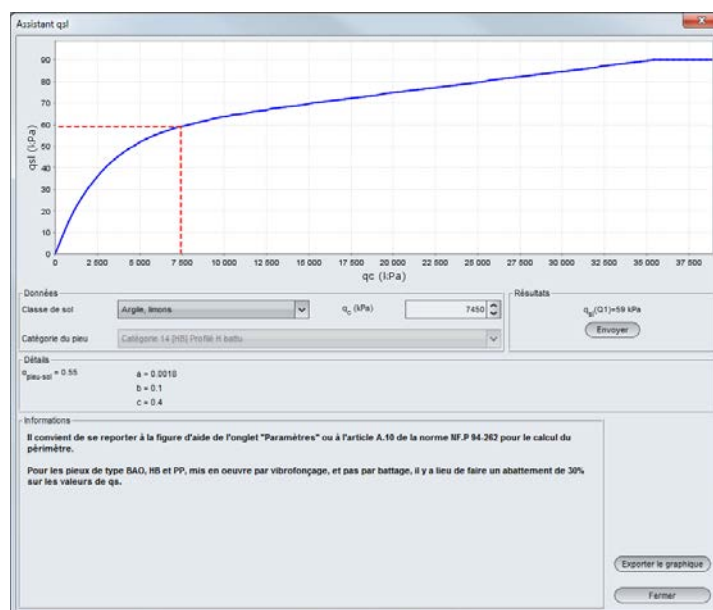 Assistant qsl
90
80
70
60
50
40
30
20
10
0
qsl (kPa)
0 2 500 5 000 7 500 10 000 12 500 15 000 17 500 20 000 22 500 25 000 27 500 30 000 32 500 35 000 37 500
qc (kPa)
Données
Classe de sol Argile, limons qc (kPa) 7450
Catégorie du pieu Catégorie 14 [HB] Profilé H battu
Résultats
qsl(Q1)=59 kPa
Envoyer
Détails
αpieu-sol = 0.55 a = 0.0018
b = 0.1
c = 0.4
Informations
Il convient de se reporter à la figure d'aide de l'onglet "Paramètres" ou à l'article A.10 de la norme NF.P 94-262 pour le calcul du
périmètre.
Pour les pieux de type BAO, HB et PP, mis en oeuvre par vibrofonçage, et pas par battage, il y a lieu de faire un abattement de 30%
sur les valeurs de qs.
Exporter le graphique
Fermer